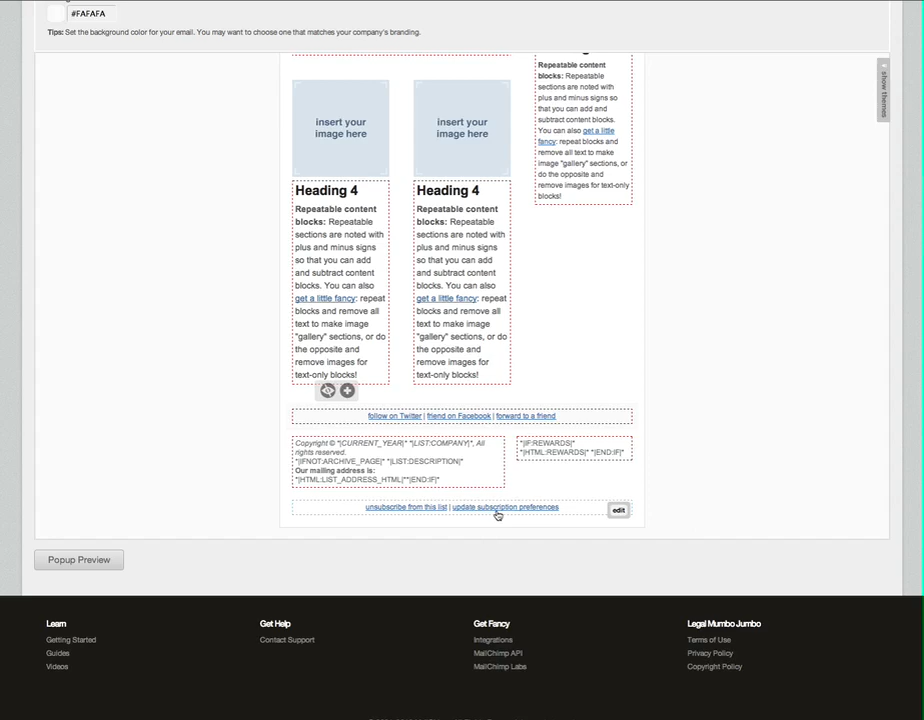 #FAFAFA
Tips: Set the background color for your email. You may want to choose one that matches your company's branding.
« show themes
Repeatable content
blocks: Repeatable
sections are noted with
plus and minus signs so
that you can add and
subtract content blocks.
You can also get a little
fancy: repeat blocks and
remove all text to make
image "gallery" sections, or
do the opposite and
remove images for text-only
blocks!
insert your
image here
insert your
image here
Heading 4
Repeatable content
blocks: Repeatable
sections are noted with
plus and minus signs
so that you can add
and subtract content
blocks. You can also
get a little fancy: repeat
blocks and remove all
text to make image
"gallery" sections, or do
the opposite and
remove images for
text-only blocks!
Heading 4
Repeatable content
blocks: Repeatable
sections are noted with
plus and minus signs
so that you can add
and subtract content
blocks. You can also
get a little fancy: repeat
blocks and remove all
text to make image
"gallery" sections, or do
the opposite and
remove images for
text-only blocks!
follow on Twitter | friend on Facebook | forward to a friend
Copyright © *|CURRENT_YEAR|* *|LIST:COMPANY|*, All
rights reserved.
*|IFNOT:ARCHIVE_PAGE|* *|LIST:DESCRIPTION|*
Our mailing address is:
*|HTML:LIST_ADDRESS_HTML|**|END:IF|*
*|IF:REWARDS|*
*|HTML:REWARDS|* *|END:IF|*
unsubscribe from this list | update subscription preferences
edit
Popup Preview
Learn
Getting Started
Guides
Videos
Get Help
Contact Support
Get Fancy
Integrations
MailChimp API
MailChimp Labs
Legal Mumbo Jumbo
Terms of Use
Privacy Policy
Copyright Policy